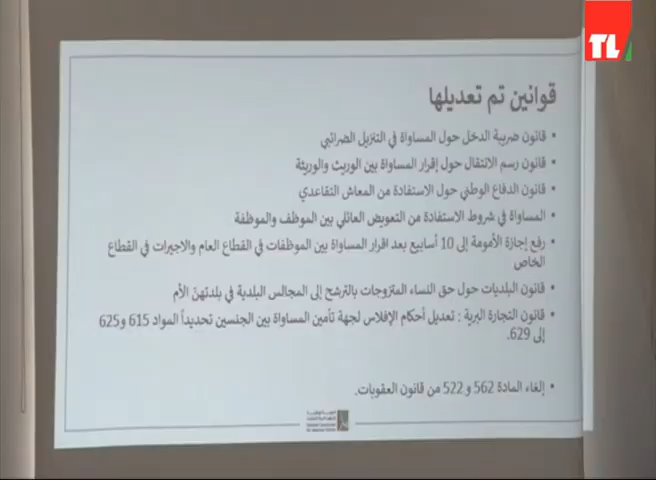 TL
قوانين تم تعديلها
• قانون ضريبة الدخل حول المساواة في التنزيل الضرائبي
• قانون رسم الانتقال حول إقرار المساواة بين الوريث والوريثة
• قانون الدفاع الوطني حول الاستفادة من المعاش التقاعدي
• المساواة في شروط الاستفادة من التعويض العائلي بين الموظف والموظفة
• رفع إجازة الأمومة إلى 10 أسابيع بعد اقرار المساواة بين الموظفات في القطاع العام والاجيرات في القطاع
الخاص
• قانون البلديات حول حق النساء المتزوجات بالترشح إلى المجالس البلدية في بلدتهنّ الأم
• قانون التجارة البرية : تعديل أحكام الإفلاس لجهة تأمين المساواة بين الجنسين تحديداً المواد 615 و625
إلى 629.
• إلغاء المادة 562 و 522 من قانون العقوبات.